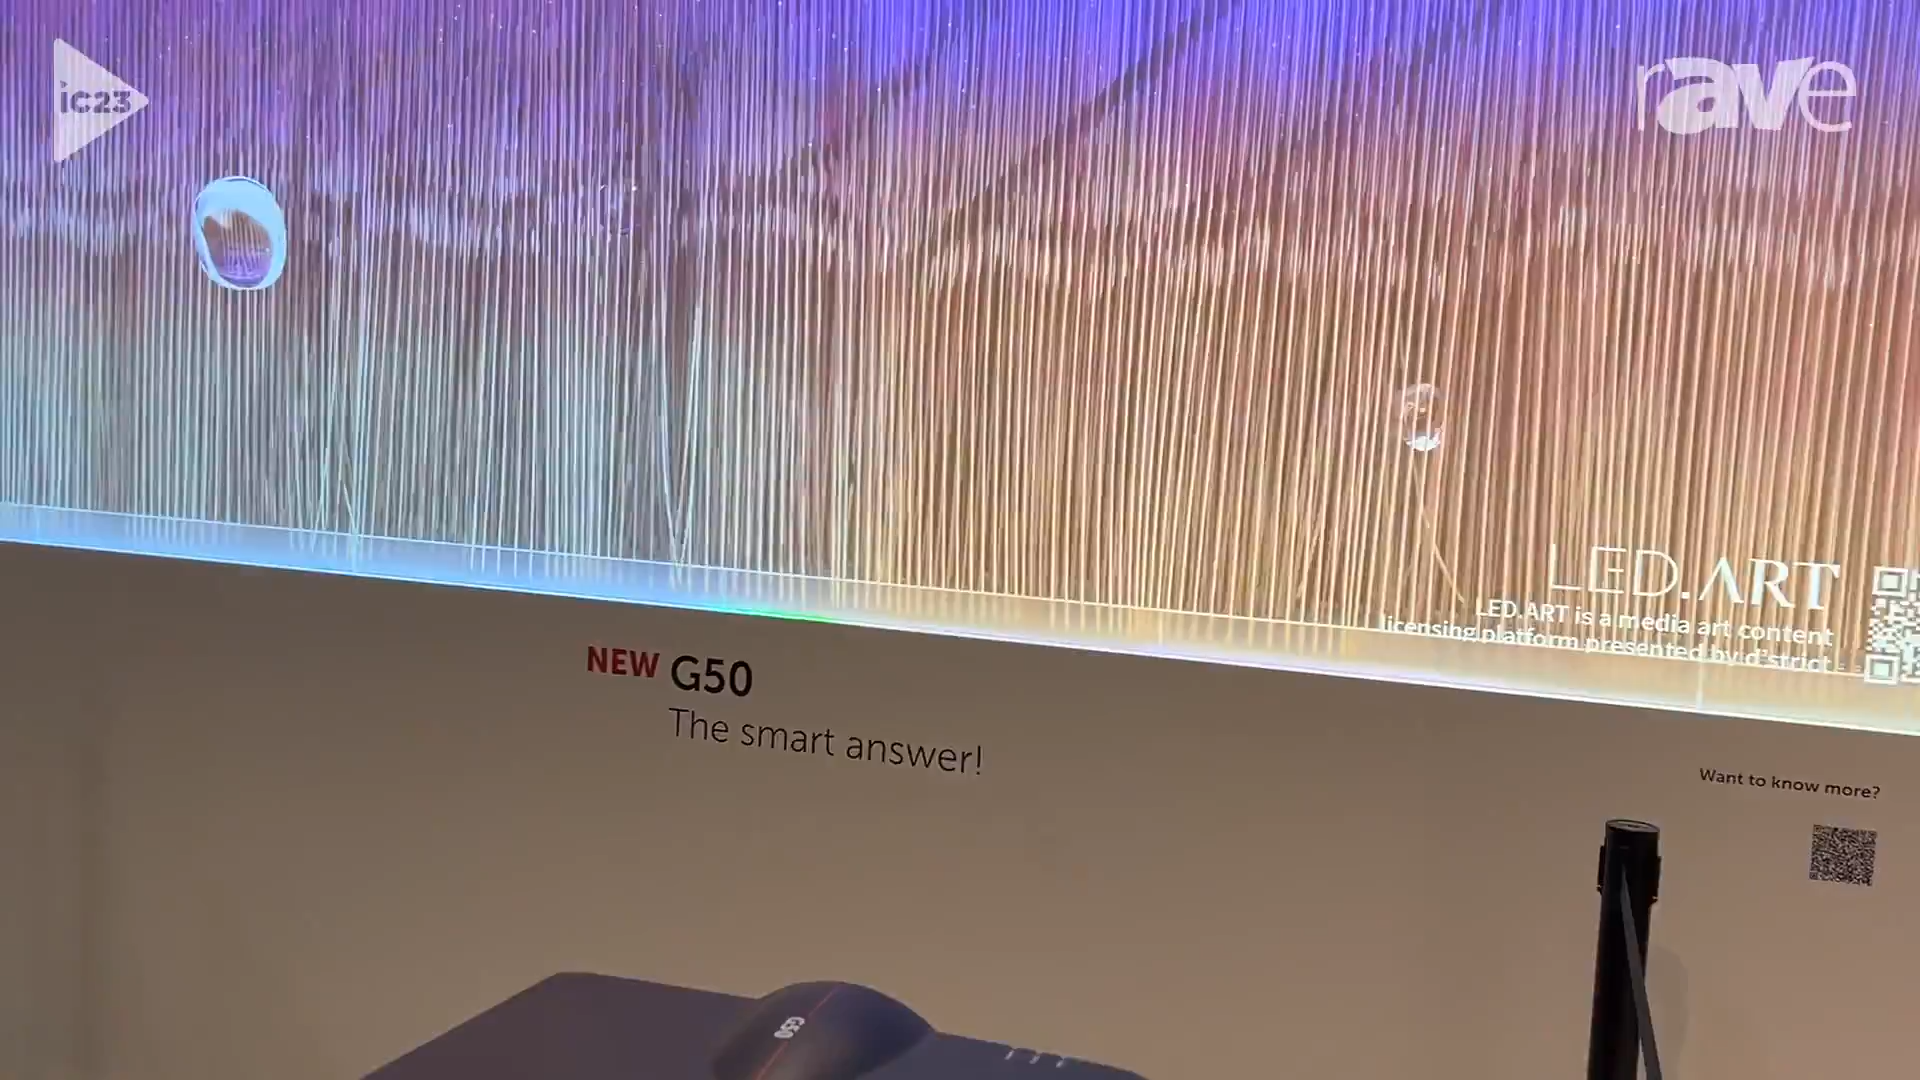 ic23
rave
LED.ART
LED.ART is a media art content
licensing platform presented by d'strict
NEW G50
The smart answer!
Want to know more?
G50